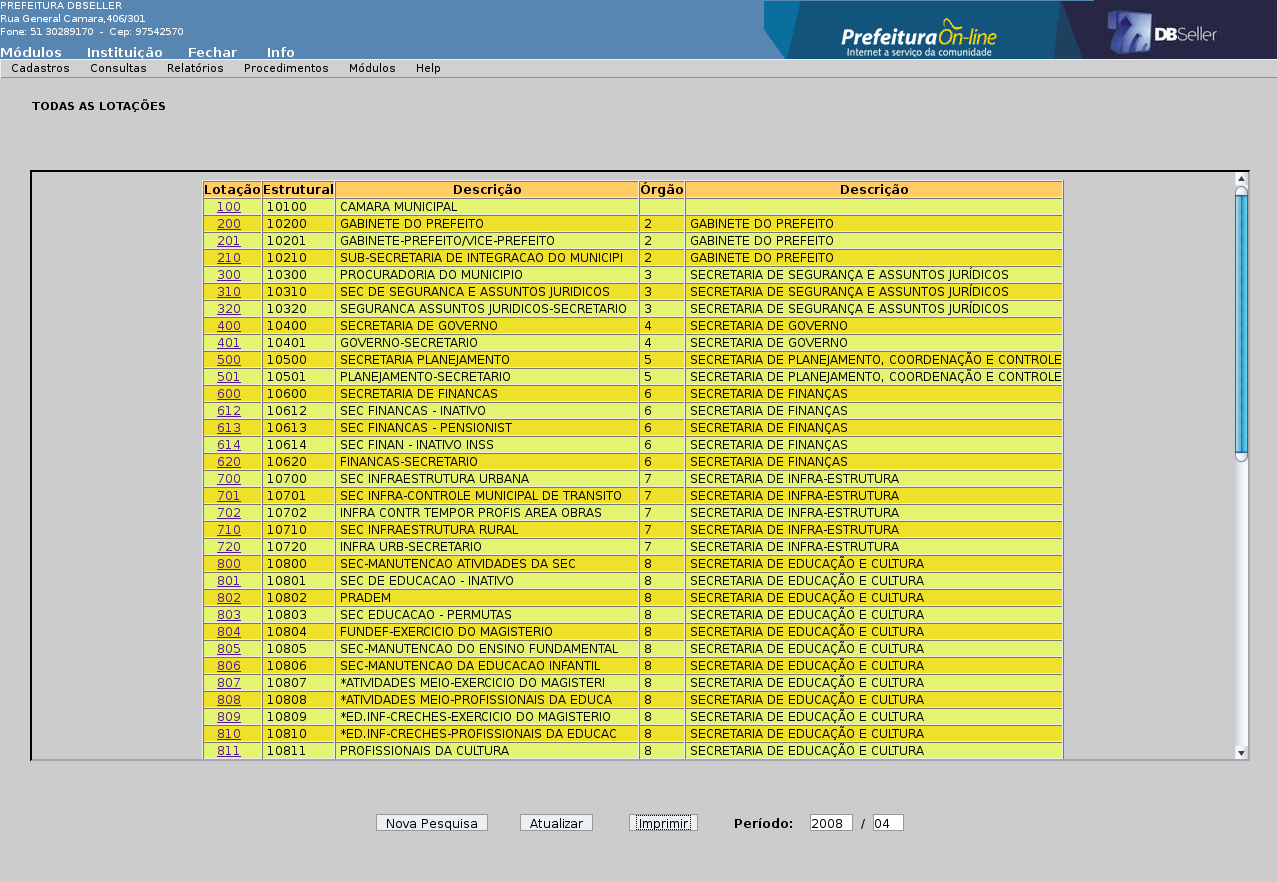 PREFEITURA DBSELLER
Rua General Camara,406/301
Fone: 51 30289170 - Cep: 97542570
Prefeitura On-line
Internet a serviço da comunidade
DBSeller
Módulos Instituição Fechar Info
Cadastros Consultas Relatórios Procedimentos Módulos Help
TODAS AS LOTAÇÕES
Lotação Estrutural Descrição Órgão Descrição
100 10100 CAMARA MUNICIPAL
200 10200 GABINETE DO PREFEITO 2 GABINETE DO PREFEITO
201 10201 GABINETE-PREFEITO/VICE-PREFEITO 2 GABINETE DO PREFEITO
210 10210 SUB-SECRETARIA DE INTEGRACAO DO MUNICIPI 2 GABINETE DO PREFEITO
300 10300 PROCURADORIA DO MUNICIPIO 3 SECRETARIA DE SEGURANÇA E ASSUNTOS JURÍDICOS
310 10310 SEC DE SEGURANCA E ASSUNTOS JURIDICOS 3 SECRETARIA DE SEGURANÇA E ASSUNTOS JURÍDICOS
320 10320 SEGURANCA ASSUNTOS JURIDICOS-SECRETARIO 3 SECRETARIA DE SEGURANÇA E ASSUNTOS JURÍDICOS
400 10400 SECRETARIA DE GOVERNO 4 SECRETARIA DE GOVERNO
401 10401 GOVERNO-SECRETARIO 4 SECRETARIA DE GOVERNO
500 10500 SECRETARIA PLANEJAMENTO 5 SECRETARIA DE PLANEJAMENTO, COORDENAÇÃO E CONTROLE
501 10501 PLANEJAMENTO-SECRETARIO 5 SECRETARIA DE PLANEJAMENTO, COORDENAÇÃO E CONTROLE
600 10600 SECRETARIA DE FINANCAS 6 SECRETARIA DE FINANÇAS
612 10612 SEC FINANCAS - INATIVO 6 SECRETARIA DE FINANÇAS
613 10613 SEC FINANCAS - PENSIONIST 6 SECRETARIA DE FINANÇAS
614 10614 SEC FINAN - INATIVO INSS 6 SECRETARIA DE FINANÇAS
620 10620 FINANCAS-SECRETARIO 6 SECRETARIA DE FINANÇAS
700 10700 SEC INFRAESTRUTURA URBANA 7 SECRETARIA DE INFRA-ESTRUTURA
701 10701 SEC INFRA-CONTROLE MUNICIPAL DE TRANSITO 7 SECRETARIA DE INFRA-ESTRUTURA
702 10702 INFRA CONTR TEMPOR PROFIS AREA OBRAS 7 SECRETARIA DE INFRA-ESTRUTURA
710 10710 SEC INFRAESTRUTURA RURAL 7 SECRETARIA DE INFRA-ESTRUTURA
720 10720 INFRA URB-SECRETARIO 7 SECRETARIA DE INFRA-ESTRUTURA
800 10800 SEC-MANUTENCAO ATIVIDADES DA SEC 8 SECRETARIA DE EDUCAÇÃO E CULTURA
801 10801 SEC DE EDUCACAO - INATIVO 8 SECRETARIA DE EDUCAÇÃO E CULTURA
802 10802 PRADEM 8 SECRETARIA DE EDUCAÇÃO E CULTURA
803 10803 SEC EDUCACAO - PERMUTAS 8 SECRETARIA DE EDUCAÇÃO E CULTURA
804 10804 FUNDEF-EXERCICIO DO MAGISTERIO 8 SECRETARIA DE EDUCAÇÃO E CULTURA
805 10805 SEC-MANUTENCAO DO ENSINO FUNDAMENTAL 8 SECRETARIA DE EDUCAÇÃO E CULTURA
806 10806 SEC-MANUTENCAO DA EDUCACAO INFANTIL 8 SECRETARIA DE EDUCAÇÃO E CULTURA
807 10807 *ATIVIDADES MEIO-EXERCICIO DO MAGISTERI 8 SECRETARIA DE EDUCAÇÃO E CULTURA
808 10808 *ATIVIDADES MEIO-PROFISSIONAIS DA EDUCA 8 SECRETARIA DE EDUCAÇÃO E CULTURA
809 10809 *ED.INF-CRECHES-EXERCICIO DO MAGISTERIO 8 SECRETARIA DE EDUCAÇÃO E CULTURA
810 10810 *ED.INF-CRECHES-PROFISSIONAIS DA EDUCAC 8 SECRETARIA DE EDUCAÇÃO E CULTURA
811 10811 PROFISSIONAIS DA CULTURA 8 SECRETARIA DE EDUCAÇÃO E CULTURA
Nova Pesquisa Atualizar Imprimir Período: 2008 / 04